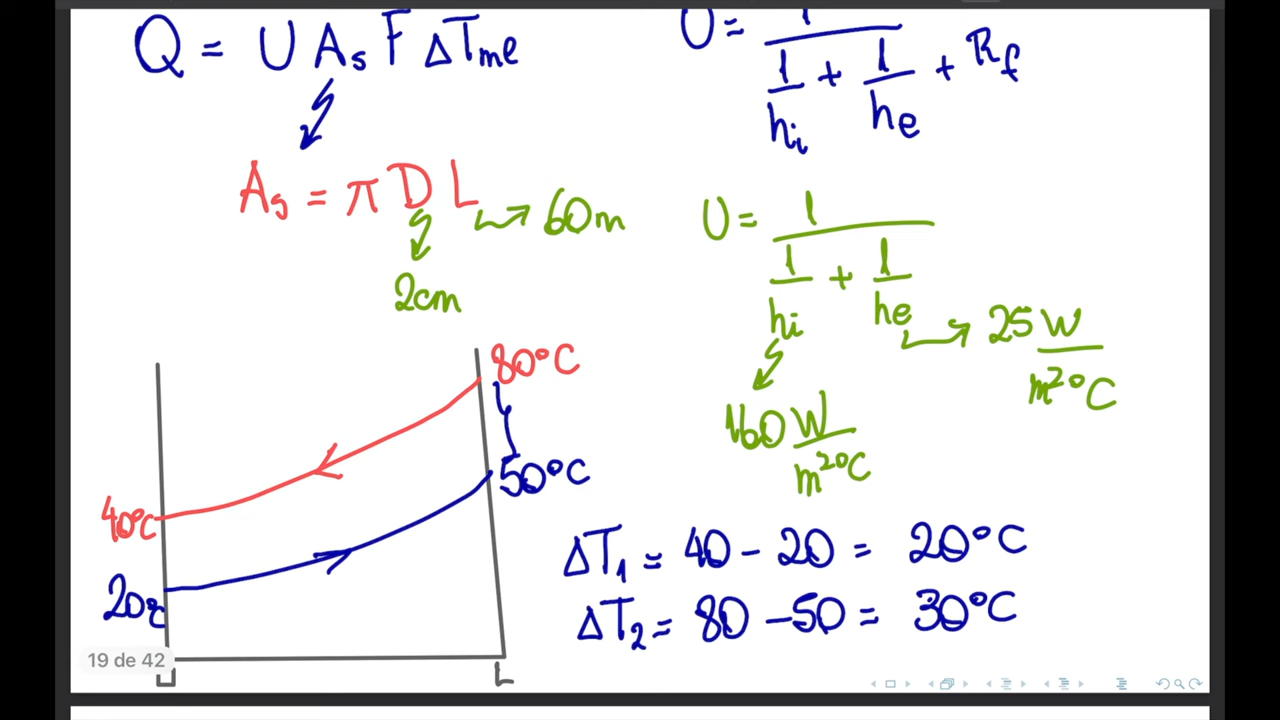 Q = U As F ΔTme
U = 1 / (1/hi + 1/he + Rf)
As = π D L → 60m
2cm
U = 1 / (1/hi + 1/he)
25 W / m²°C
160 W / m²°C
80°C
50°C
40°C
20°C
ΔT1 = 40 - 20 = 20°C
ΔT2 = 80 - 50 = 30°C
19 de 42
L